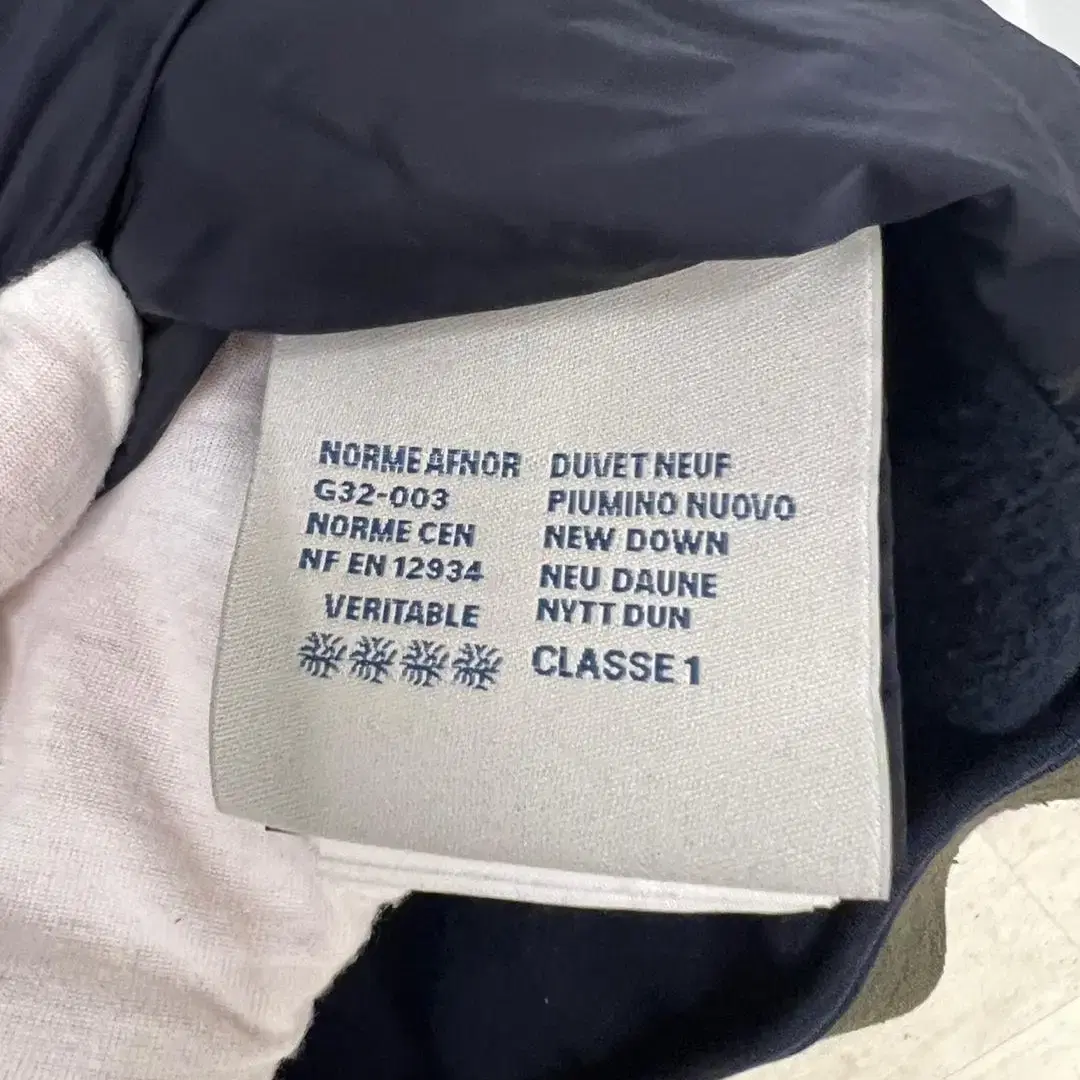 NORME AFNOR
G32-003
NORME CEN
NF EN 12934
VERITABLE
DUVET NEUF
PIUMINO NUOVO
NEW DOWN
NEU DAUNE
NYTT DUN
CLASSE 1